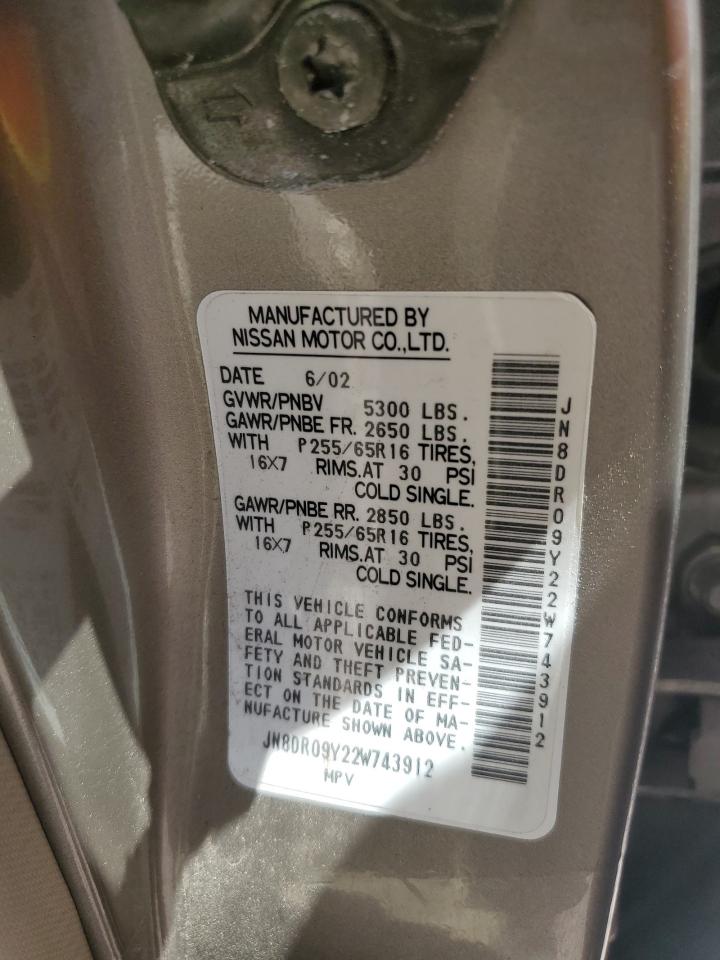 MANUFACTURED BY
NISSAN MOTOR CO.,LTD.
DATE 6/02
GVWR/PNBV 5300 LBS.
GAWR/PNBE FR. 2650 LBS.
WITH P255/65R16 TIRES,
16X7 RIMS.AT 30 PSI
COLD SINGLE.
GAWR/PNBE RR. 2850 LBS.
WITH P255/65R16 TIRES,
16X7 RIMS.AT 30 PSI
COLD SINGLE.
THIS VEHICLE CONFORMS
TO ALL APPLICABLE FED-
ERAL MOTOR VEHICLE SA-
FETY AND THEFT PREVEN-
TION STANDARDS IN EFF-
ECT ON THE DATE OF MA-
NUFACTURE SHOWN ABOVE.
JN8DR09Y22W743912
MPV
JN8DR09Y22W743912